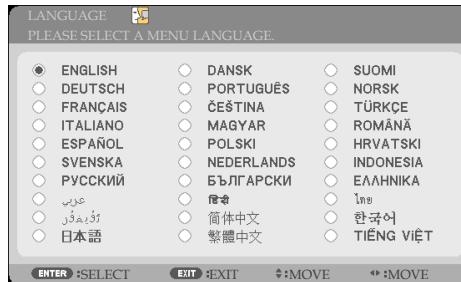 LANGUAGE
PLEASE SELECT A MENU LANGUAGE.
ENGLISH DANSK SUOMI
DEUTSCH PORTUGUÊS NORSK
FRANÇAIS ČEŠTINA TÜRKÇE
ITALIANO MAGYAR ROMÂNĂ
ESPAÑOL POLSKI HRVATSKI
SVENSKA NEDERLANDS INDONESIA
РУССКИЙ БЪЛГАРСКИ ΕΛΛΗΝΙΚΑ
عربي हिन्दी ไทย
简体中文 한국어
日本語 繁體中文 TIẾNG VIỆT
ENTER :SELECT EXIT :EXIT :MOVE :MOVE